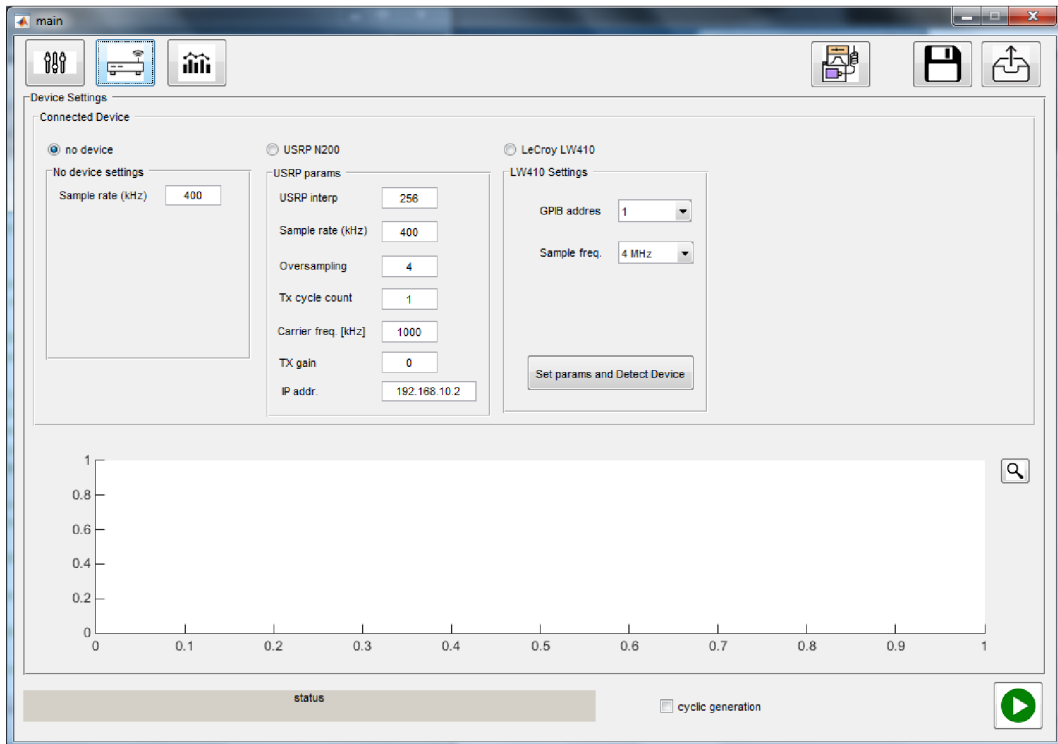 main
Device Settings
Connected Device
no device
USRP N200
LeCroy LW410
No device settings
Sample rate (kHz) 400
USRP params
USRP interp 256
Sample rate (kHz) 400
Oversampling 4
Tx cycle count 1
Carrier freq. [kHz] 1000
TX gain 0
IP addr. 192.168.10.2
LW410 Settings
GPIB addres 1
Sample freq. 4 MHz
Set params and Detect Device
1
0.8
0.6
0.4
0.2
0
0 0.1 0.2 0.3 0.4 0.5 0.6 0.7 0.8 0.9 1
status
cyclic generation